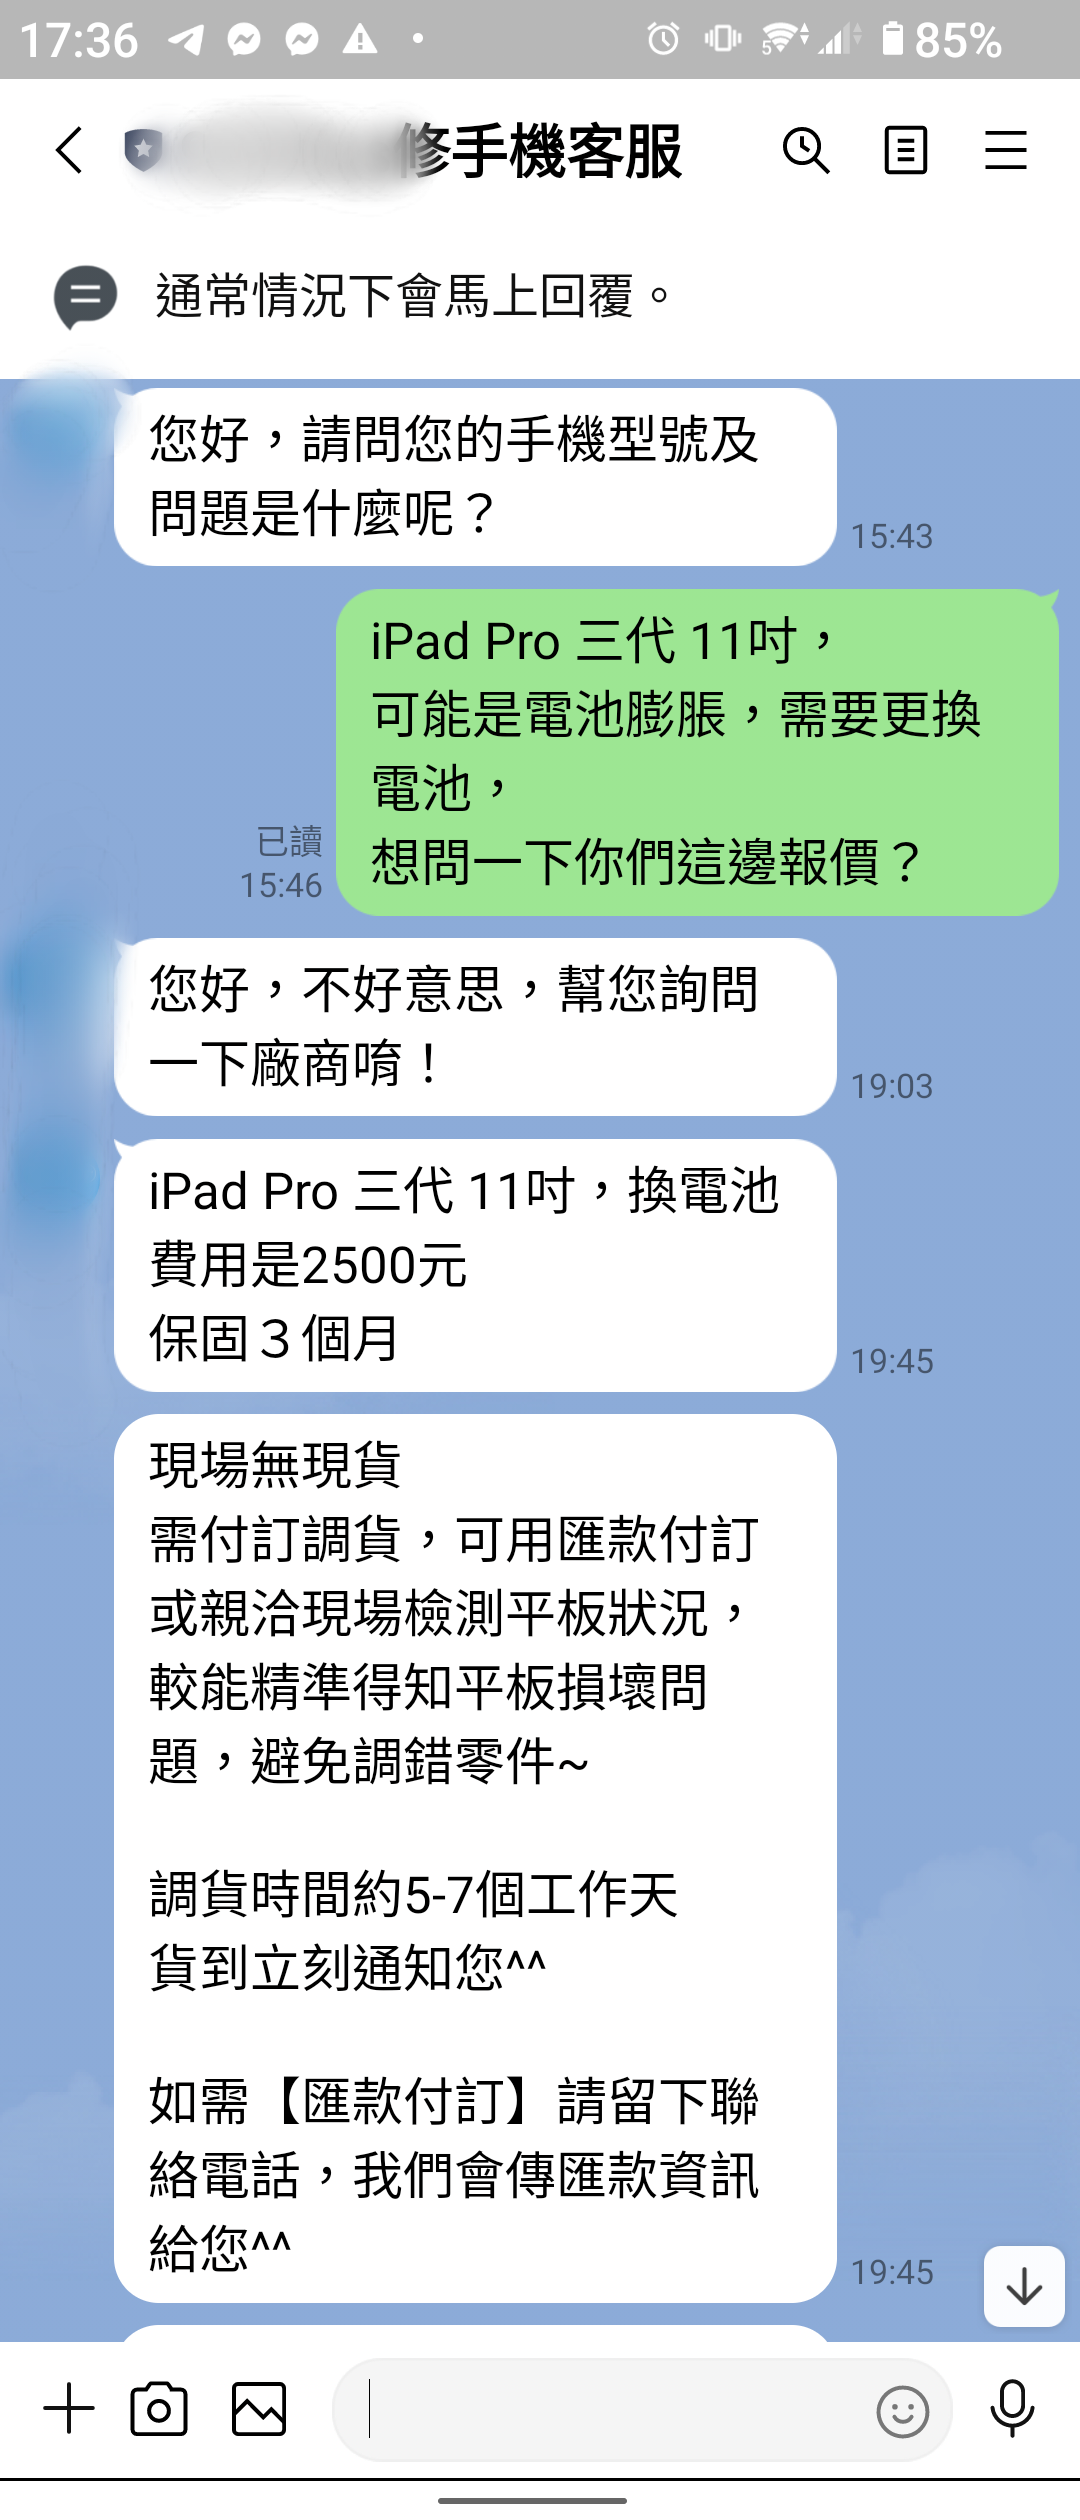 17:36
5
85%
修手機客服
通常情況下會馬上回覆。
您好，請問您的手機型號及
問題是什麼呢？
15:43
iPad Pro 三代 11吋，
可能是電池膨脹，需要更換
電池，
想問一下你們這邊報價？
已讀
15:46
您好，不好意思，幫您詢問
一下廠商唷！
19:03
iPad Pro 三代 11吋，換電池
費用是2500元
保固３個月
19:45
現場無現貨
需付訂調貨，可用匯款付訂
或親洽現場檢測平板狀況，
較能精準得知平板損壞問
題，避免調錯零件~
調貨時間約5-7個工作天
貨到立刻通知您^^
如需【匯款付訂】請留下聯
絡電話，我們會傳匯款資訊
給您^^
19:45